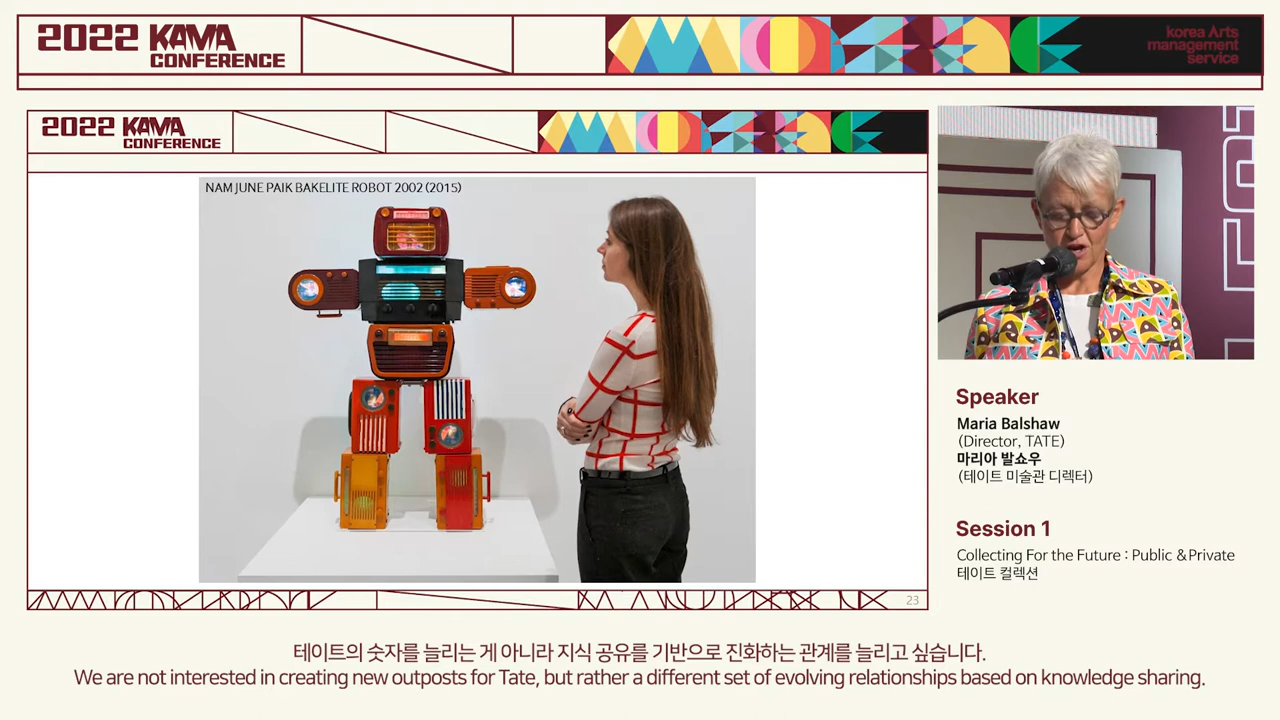 2022 KAMA
CONFERENCE
korea Arts
management
service
2022 KAMA
CONFERENCE
NAM JUNE PAIK BAKELITE ROBOT 2002 (2015)
23
Speaker
Maria Balshaw
(Director, TATE)
마리아 발쇼우
(테이트 미술관 디렉터)
Session 1
Collecting For the Future : Public & Private
테이트 컬렉션
테이트의 숫자를 늘리는 게 아니라 지식 공유를 기반으로 진화하는 관계를 늘리고 싶습니다.
We are not interested in creating new outposts for Tate, but rather a different set of evolving relationships based on knowledge sharing.